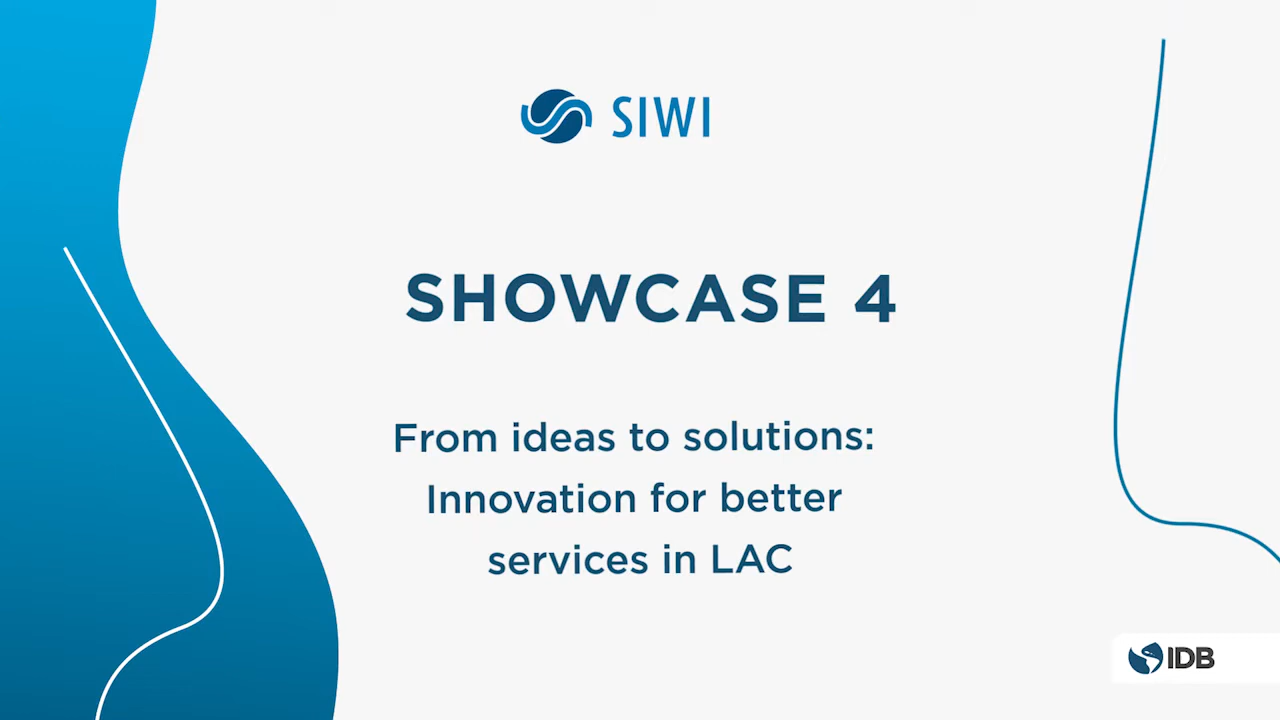 SIWI
SHOWCASE 4
From ideas to solutions:
Innovation for better
services in LAC
IDB